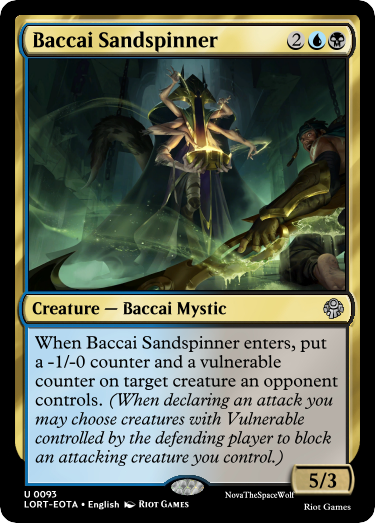 Baccai Sandspinner 2
Creature — Baccai Mystic
When Baccai Sandspinner enters, put
a -1/-0 counter and a vulnerable
counter on target creature an opponent
controls. (When declaring an attack you
may choose creatures with Vulnerable
controlled by the defending player to block
an attacking creature you control.)
5/3
U 0093
LORT-EOTA • English Riot Games
NovaTheSpaceWolf
Riot Games